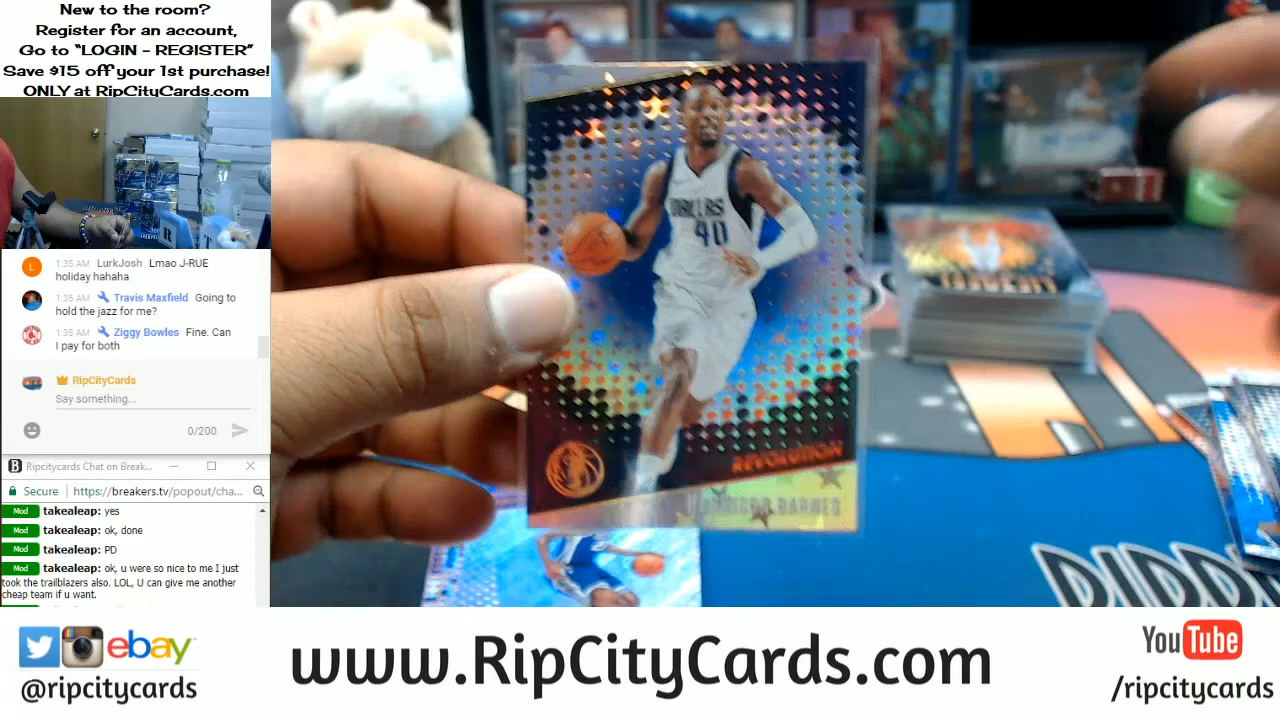 New to the room?
Register for an account,
Go to "LOGIN - REGISTER"
Save $15 off your 1st purchase!
ONLY at RipCityCards.com
L 1:35 AM LurkJosh Lmao J-RUE
holiday hahaha
1:35 AM Travis Maxfield Going to
hold the jazz for me?
1:35 AM Ziggy Bowles Fine. Can
I pay for both
RipCityCards
Say something...
0/200
Ripcitycards Chat on Break...
Secure https://breakers.tv/popout/cha...
Mod takealeap: yes
Mod takealeap: ok, done
Mod takealeap: PD
Mod takealeap: ok, u were so nice to me I just
took the trailblazers also. LOL, U can give me another
cheap team if u want.
DALLAS
40
REVOLUTION
HARRISON BARNES
ebay
@ripcitycards
www.RipCityCards.com
YouTube
/ripcitycards